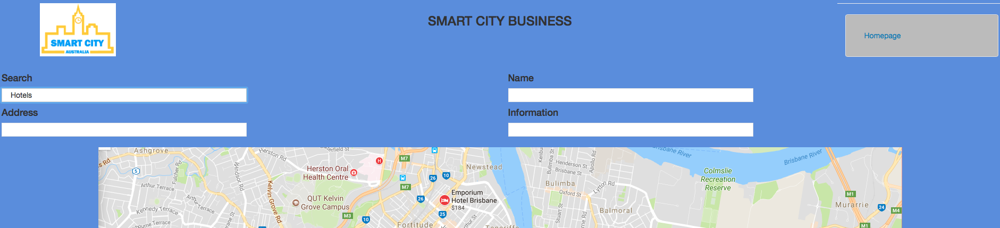 SMART CITY
AUSTRALIA
SMART CITY BUSINESS
Homepage
Search
Name
Hotels
Address
Information
Ashgrove
Herston Rd
erfield St
M7
H
Herston Oral
Health Centre
5
Fulcher Rd
s Rd
Windsor Rd
Arthur Terrace
Arthur Terrace
Kennedy Terrace
bourne Terrace
Kelvin Grove Rd
QUT Kelvin
Grove Campus
M7
M3
10
26
10
26
25
Newstead
Emporium
Hotel Brisbane
$184
Fortitude
Arthur St
Teneriffe
Bulimba St
Apollo Rd
Henderson St
Brisbane St
Bulimba
Oxford St
Lytton Rd
Stuart St
Balmoral
Brisbane River
Brisbane River
Colmslie
Recreation
Reserve
M1
Murarrie
24
M4
M1